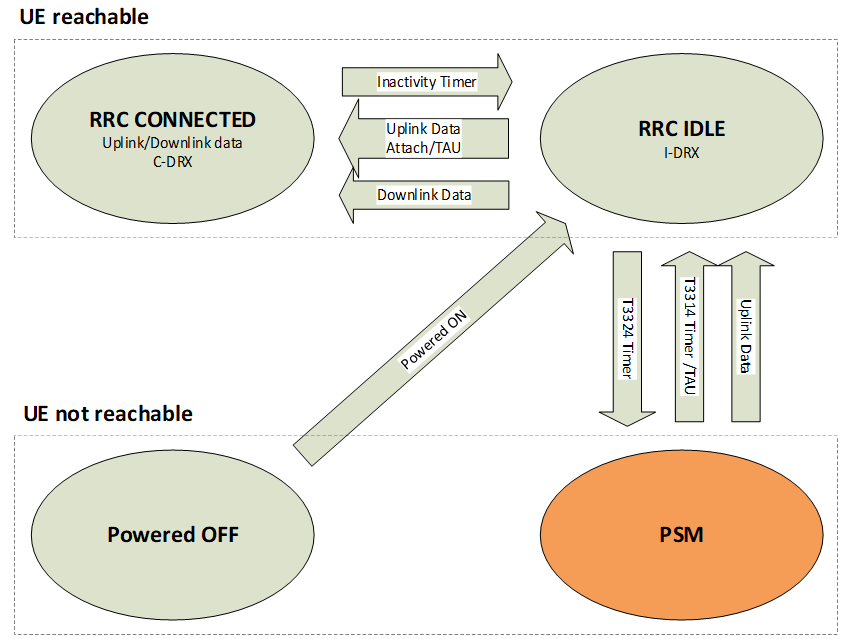 UE reachable
RRC CONNECTED
Uplink/Downlink data
C-DRX
Inactivity Timer
Uplink Data
Attach/TAU
Downlink Data
RRC IDLE
I-DRX
Powered ON
T3324 Timer
T3314 Timer /TAU
Uplink Data
UE not reachable
Powered OFF
PSM